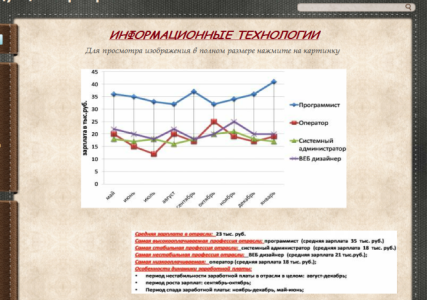 ИНФОРМАЦИОННЫЕ ТЕХНОЛОГИИ
Для просмотра изображения в полном размере нажмите на картинку
45
40
35
30
25
20
15
10
5
0
зарплата в тыс.руб.
май
июнь
июль
август
сентябрь
октябрь
ноябрь
декабрь
январь
Программист
Оператор
Системный
администратор
ВЕБ дизайнер
Средняя зарплата в отрасли: 23 тыс. руб.
Самая высокооплачиваемая профессия отрасли: программист (средняя зарплата 35 тыс. руб.)
Самая стабильная профессия отрасли: системный администратор (средняя зарплата 18 тыс. руб.)
Самая нестабильная профессия отрасли: ВЕБ дизайнер (средняя зарплата 21 тыс.руб.);
Самая низкооплачиваемая: оператор (средняя зарплата 18 тыс. руб.);
Особенности динамики заработной платы:
• период нестабильности заработной платы в отрасли в целом: август-декабрь;
• период роста зарплат: сентябрь-октябрь;
• Период спада заработной платы: ноябрь-декабрь, май-июнь;